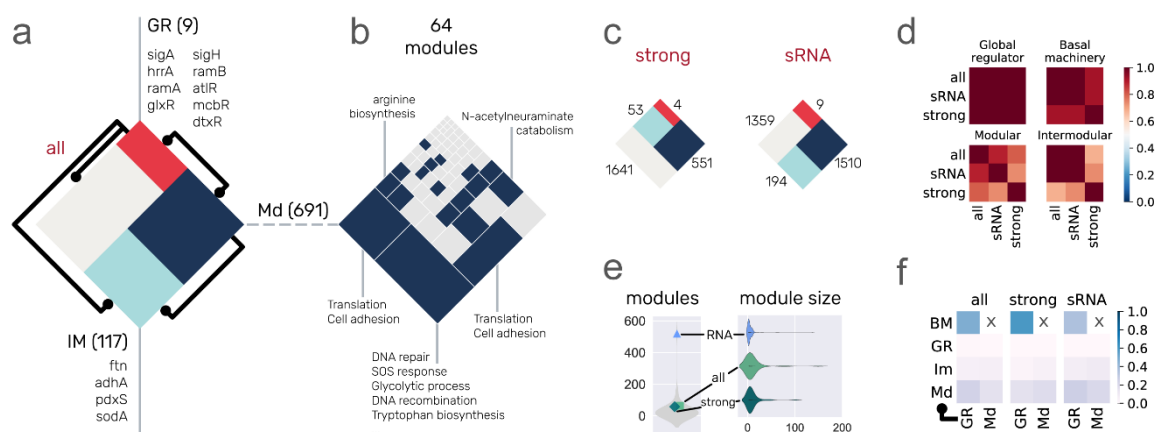 a
GR (9)
sigA
hrrA
ramA
glxR
sigH
ramB
atlR
mcbR
dtxR
all
Md (691)
IM (117)
ftn
adhA
pdxS
sodA
b
64
modules
arginine
biosynthesis
N-acetylneuraminate
catabolism
Translation
Cell adhesion
Translation
Cell adhesion
DNA repair
SOS response
Glycolytic process
DNA recombination
Tryptophan biosynthesis
c
strong
53
4
1641
551
sRNA
9
1359
194
1510
d
Global
regulator
Basal
machinery
all
sRNA
strong
Modular
Intermodular
all
sRNA
strong
all
sRNA
strong
all
sRNA
strong
1.0
0.8
0.6
0.4
0.2
0.0
e
modules
module size
600
400
200
0
RNA
all
strong
0
100
200
f
all
strong
sRNA
BM
x
x
x
GR
Im
Md
GR
Md
GR
Md
GR
Md
1.0
0.8
0.6
0.4
0.2
0.0